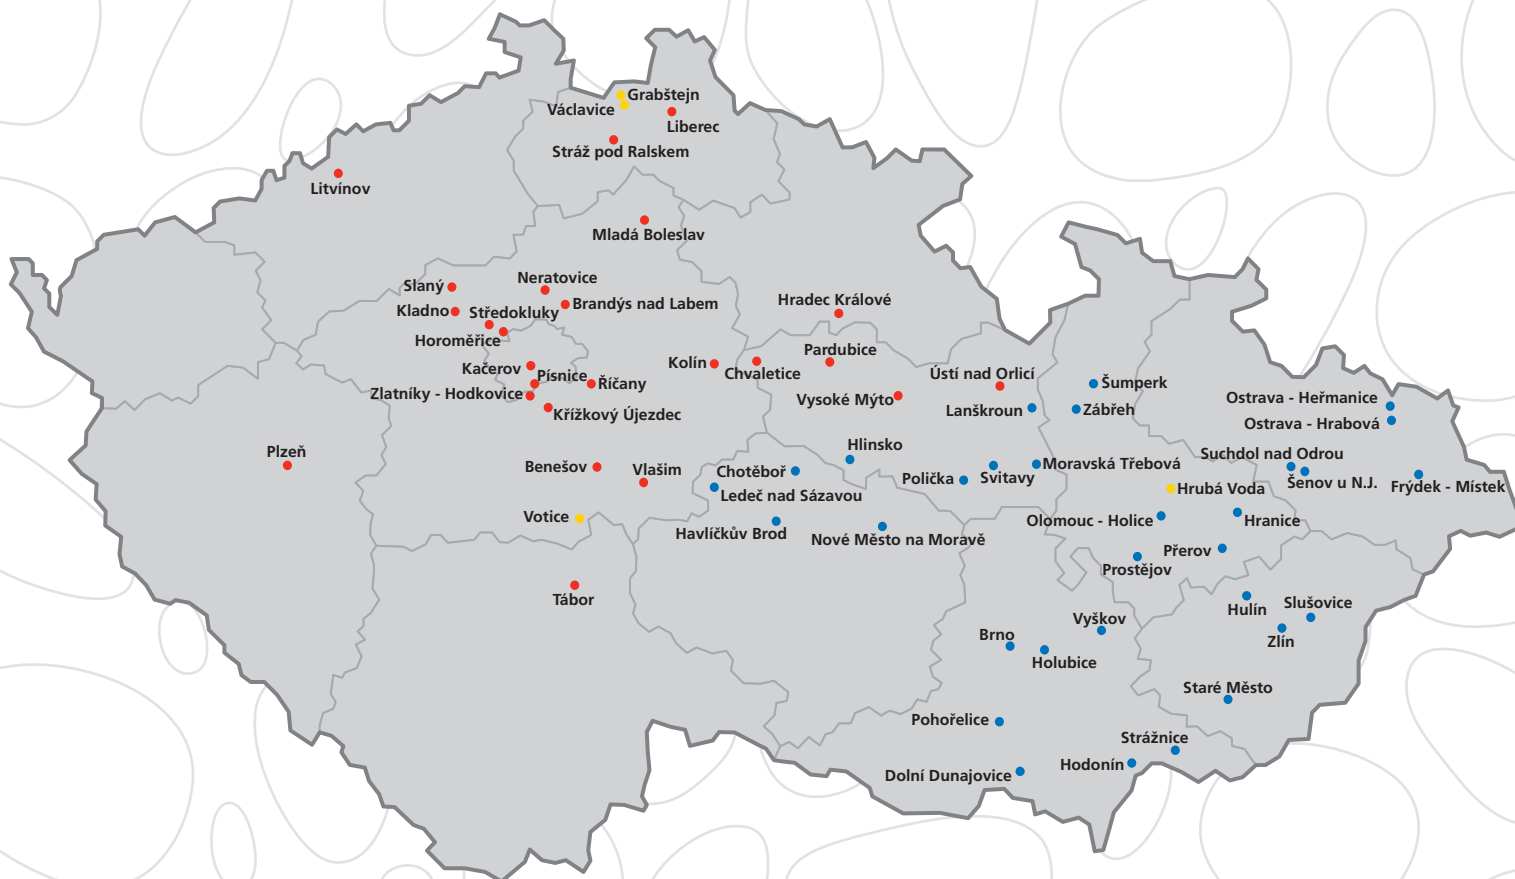 Grabštejn
Václavice
Liberec
Stráž pod Ralskem
Litvínov
Mladá Boleslav
Neratovice
Slaný
Brandýs nad Labem
Kladno
Středokluky
Horoměřice
Hradec Králové
Pardubice
Kolín
Chvaletice
Kačerov
Písnice
Říčany
Zlatníky - Hodkovice
Křížkový Újezdec
Vysoké Mýto
Ústí nad Orlicí
Lanškroun
Šumperk
Zábřeh
Ostrava - Heřmanice
Ostrava - Hrabová
Plzeň
Benešov
Vlašim
Chotěboř
Hlinsko
Ledeč nad Sázavou
Polička
Svitavy
Moravská Třebová
Suchdol nad Odrou
Šenov u N.J.
Frýdek - Místek
Hrubá Voda
Votice
Havlíčkův Brod
Nové Město na Moravě
Olomouc - Holice
Hranice
Přerov
Prostějov
Tábor
Hulín
Slušovice
Zlín
Vyškov
Brno
Holubice
Staré Město
Pohořelice
Strážnice
Hodonín
Dolní Dunajovice